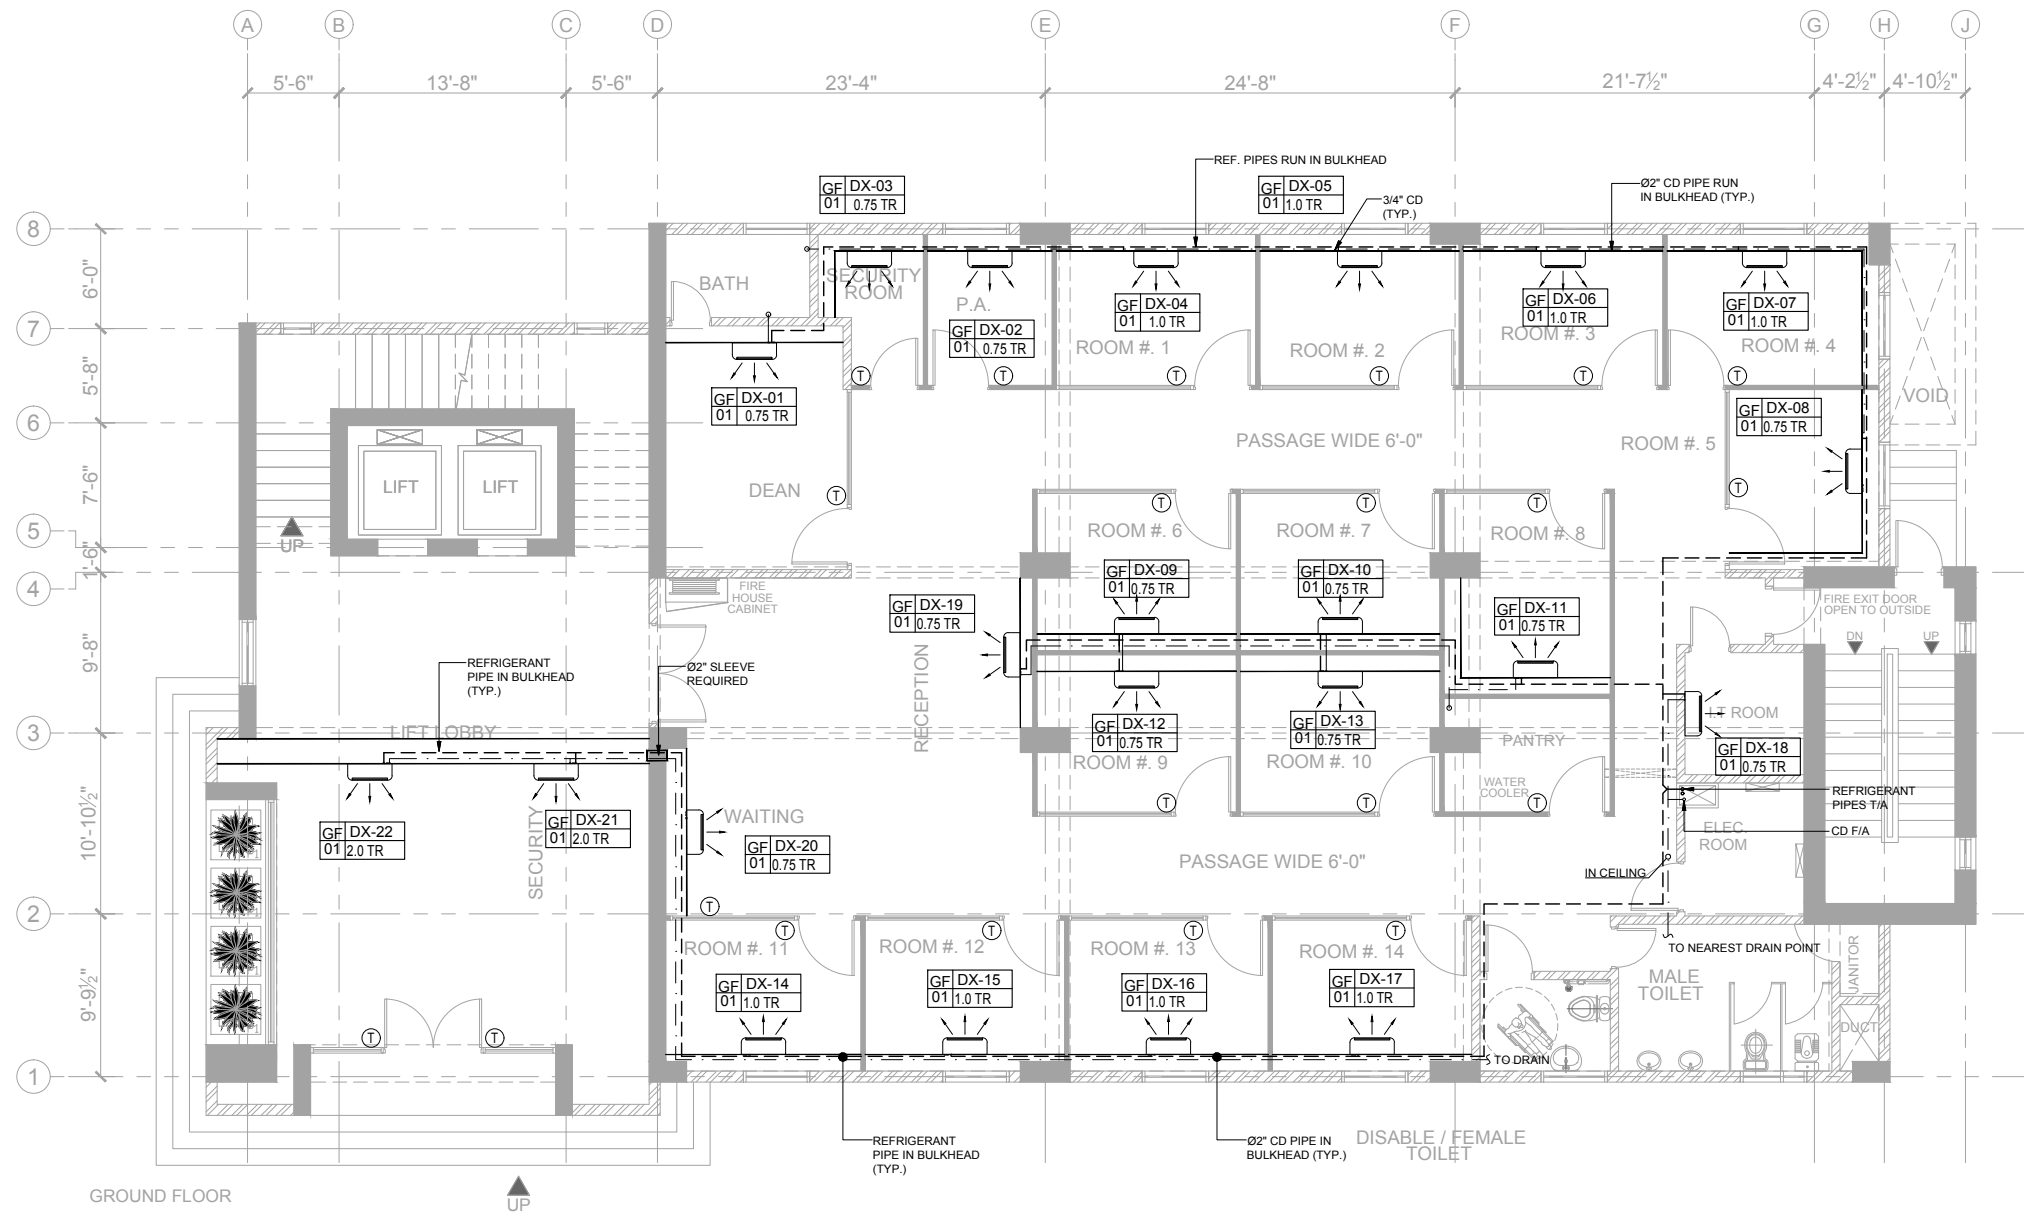 A B C D E F G H J
5'-6" 13'-8" 5'-6" 23'-4" 24'-8" 21'-7½" 4'-2½" 4'-10½"
REF. PIPES RUN IN BULKHEAD
GF DX-03
01 0.75 TR
GF DX-05
01 1.0 TR
3/4" CD
(TYP.)
Ø2" CD PIPE RUN
IN BULKHEAD (TYP.)
8
6'-0"
7
5'-8"
6
7'-6"
5
1'-6"
4
9'-8"
3
10'-10½"
2
9'-9½"
1
BATH
SECURITY
ROOM
P.A.
GF DX-02
01 0.75 TR
GF DX-04
01 1.0 TR
ROOM #. 1
ROOM #. 2
GF DX-06
01 1.0 TR
ROOM #. 3
GF DX-07
01 1.0 TR
ROOM #. 4
T
T
T
T
T
T
VOID
GF DX-01
01 0.75 TR
DEAN
T
PASSAGE WIDE 6'-0"
GF DX-08
01 0.75 TR
ROOM #. 5
T
LIFT
LIFT
UP
T
T
T
ROOM #. 6
ROOM #. 7
ROOM #. 8
GF DX-09
01 0.75 TR
GF DX-10
01 0.75 TR
GF DX-11
01 0.75 TR
FIRE
HOUSE
CABINET
GF DX-19
01 0.75 TR
RECEPTION
FIRE EXIT DOOR
OPEN TO OUTSIDE
DN
UP
REFRIGERANT
PIPE IN BULKHEAD
(TYP.)
Ø2" SLEEVE
REQUIRED
LIFT LOBBY
GF DX-12
01 0.75 TR
GF DX-13
01 0.75 TR
ROOM #. 9
ROOM #. 10
PANTRY
WATER
COOLER
T
T
T
I.T ROOM
GF DX-18
01 0.75 TR
REFRIGERANT
PIPES T/A
CD F/A
ELEC.
ROOM
GF DX-22
01 2.0 TR
SECURITY
GF DX-21
01 2.0 TR
WAITING
GF DX-20
01 0.75 TR
T
PASSAGE WIDE 6'-0"
IN CEILING
T
T
T
T
ROOM #. 11
ROOM #. 12
ROOM #. 13
ROOM #. 14
GF DX-14
01 1.0 TR
GF DX-15
01 1.0 TR
GF DX-16
01 1.0 TR
GF DX-17
01 1.0 TR
TO NEAREST DRAIN POINT
MALE
TOILET
JANITOR
DUCT
TO DRAIN
T
T
REFRIGERANT
PIPE IN BULKHEAD
(TYP.)
Ø2" CD PIPE IN
BULKHEAD (TYP.)
DISABLE / FEMALE
TOILET
GROUND FLOOR
UP